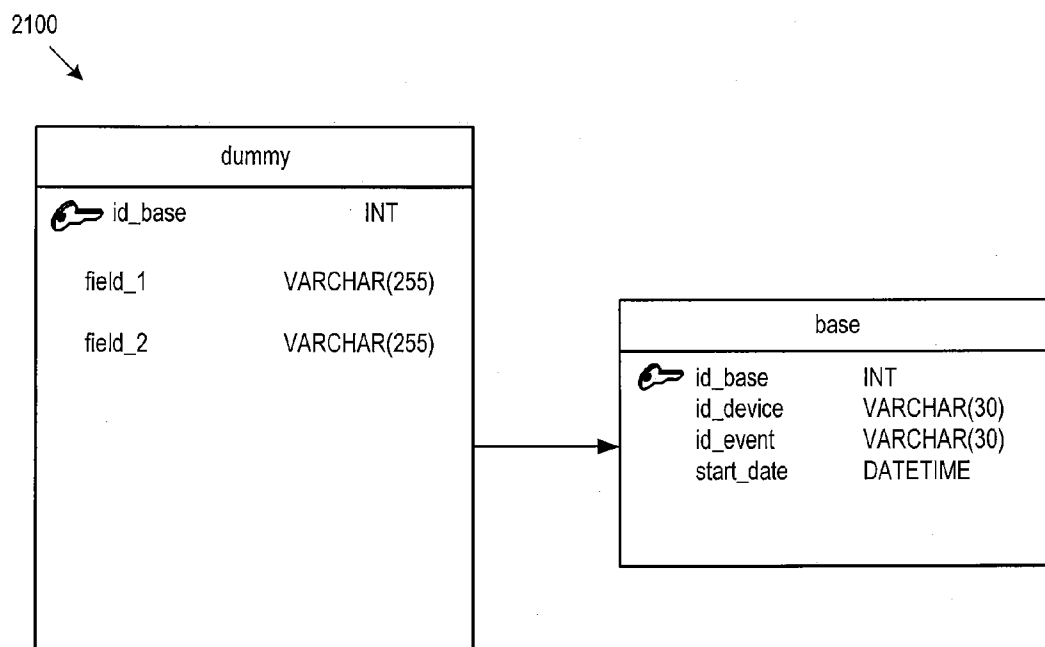 2100
dummy
id_base INT
field_1 VARCHAR(255)
field_2 VARCHAR(255)
base
id_base INT
id_device VARCHAR(30)
id_event VARCHAR(30)
start_date DATETIME